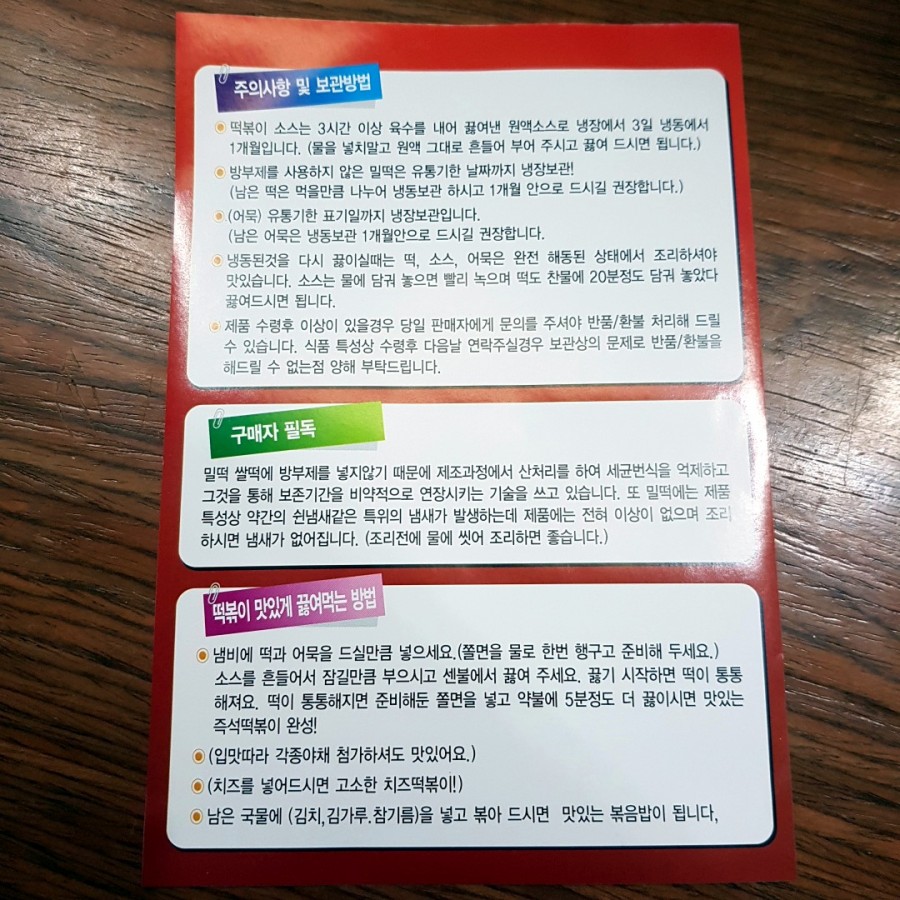 주의사항 및 보관방법
떡볶이 소스는 3시간 이상 육수를 내어 끓여낸 원액소스로 냉장에서 3일 냉동에서
1개월입니다. (물을 넣치말고 원액 그대로 흔들어 부어 주시고 끓여 드시면 됩니다.)
방부제를 사용하지 않은 밀떡은 유통기한 날짜까지 냉장보관!
(남은 떡은 먹을만큼 나누어 냉동보관 하시고 1개월 안으로 드시길 권장합니다.)
(어묵) 유통기한 표기일까지 냉장보관입니다.
(남은 어묵은 냉동보관 1개월안으로 드시길 권장합니다.
냉동된것을 다시 끓이실때는 떡, 소스, 어묵은 완전 해동된 상태에서 조리하셔야
맛있습니다. 소스는 물에 담궈 놓으면 빨리 녹으며 떡도 찬물에 20분정도 담궈 놓았다
끓여드시면 됩니다.
제품 수령후 이상이 있을경우 당일 판매자에게 문의를 주셔야 반품/환불 처리해 드릴
수 있습니다. 식품 특성상 수령후 다음날 연락주실경우 보관상의 문제로 반품/환불을
해드릴 수 없는점 양해 부탁드립니다.
구매자 필독
밀떡 쌀떡에 방부제를 넣지않기 때문에 제조과정에서 산처리를 하여 세균번식을 억제하고
그것을 통해 보존기간을 비약적으로 연장시키는 기술을 쓰고 있습니다. 또 밀떡에는 제품
특성상 약간의 쉰냄새같은 특위의 냄새가 발생하는데 제품에는 전혀 이상이 없으며 조리
하시면 냄새가 없어집니다. (조리전에 물에 씻어 조리하면 좋습니다.)
떡볶이 맛있게 끓여먹는 방법
냄비에 떡과 어묵을 드실만큼 넣으세요.(쫄면을 물로 한번 행구고 준비해 두세요.)
소스를 흔들어서 잠길만큼 부으시고 센불에서 끓여 주세요. 끓기 시작하면 떡이 통통
해져요. 떡이 통통해지면 준비해둔 쫄면을 넣고 약불에 5분정도 더 끓이시면 맛있는
즉석떡볶이 완성!
(입맛따라 각종야채 첨가하셔도 맛있어요.)
(치즈를 넣어드시면 고소한 치즈떡볶이!)
남은 국물에 (김치,김가루.참기름)을 넣고 볶아 드시면 맛있는 볶음밥이 됩니다,